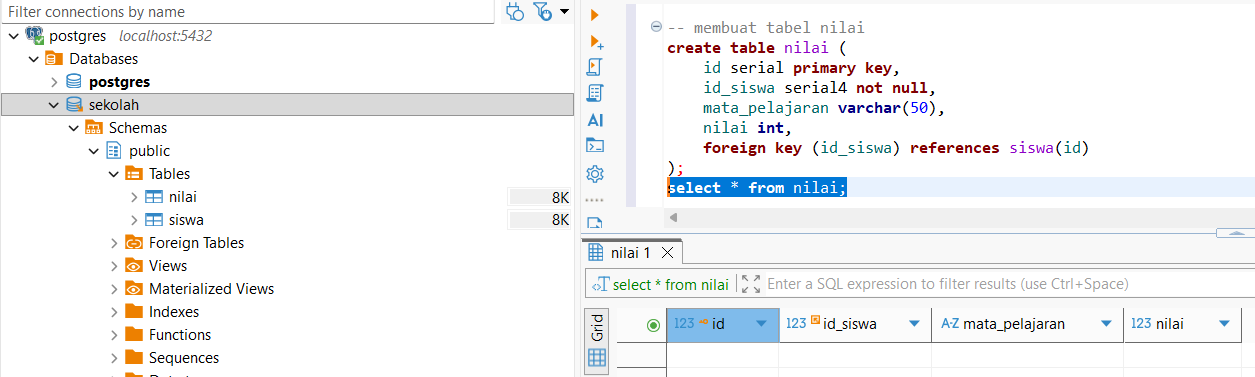 Filter connections by name
postgres localhost:5432
Databases
postgres
sekolah
Schemas
public
Tables
nilai 8K
siswa 8K
Foreign Tables
Views
Materialized Views
Indexes
Functions
Sequences
AI
-- membuat tabel nilai
create table nilai (
id serial primary key,
id_siswa serial4 not null,
mata_pelajaran varchar(50),
nilai int,
foreign key (id_siswa) references siswa(id)
);
select * from nilai;
nilai 1
select * from nilai Enter a SQL expression to filter results (use Ctrl+Space)
Grid
123 id 123 id_siswa A-Z mata_pelajaran 123 nilai